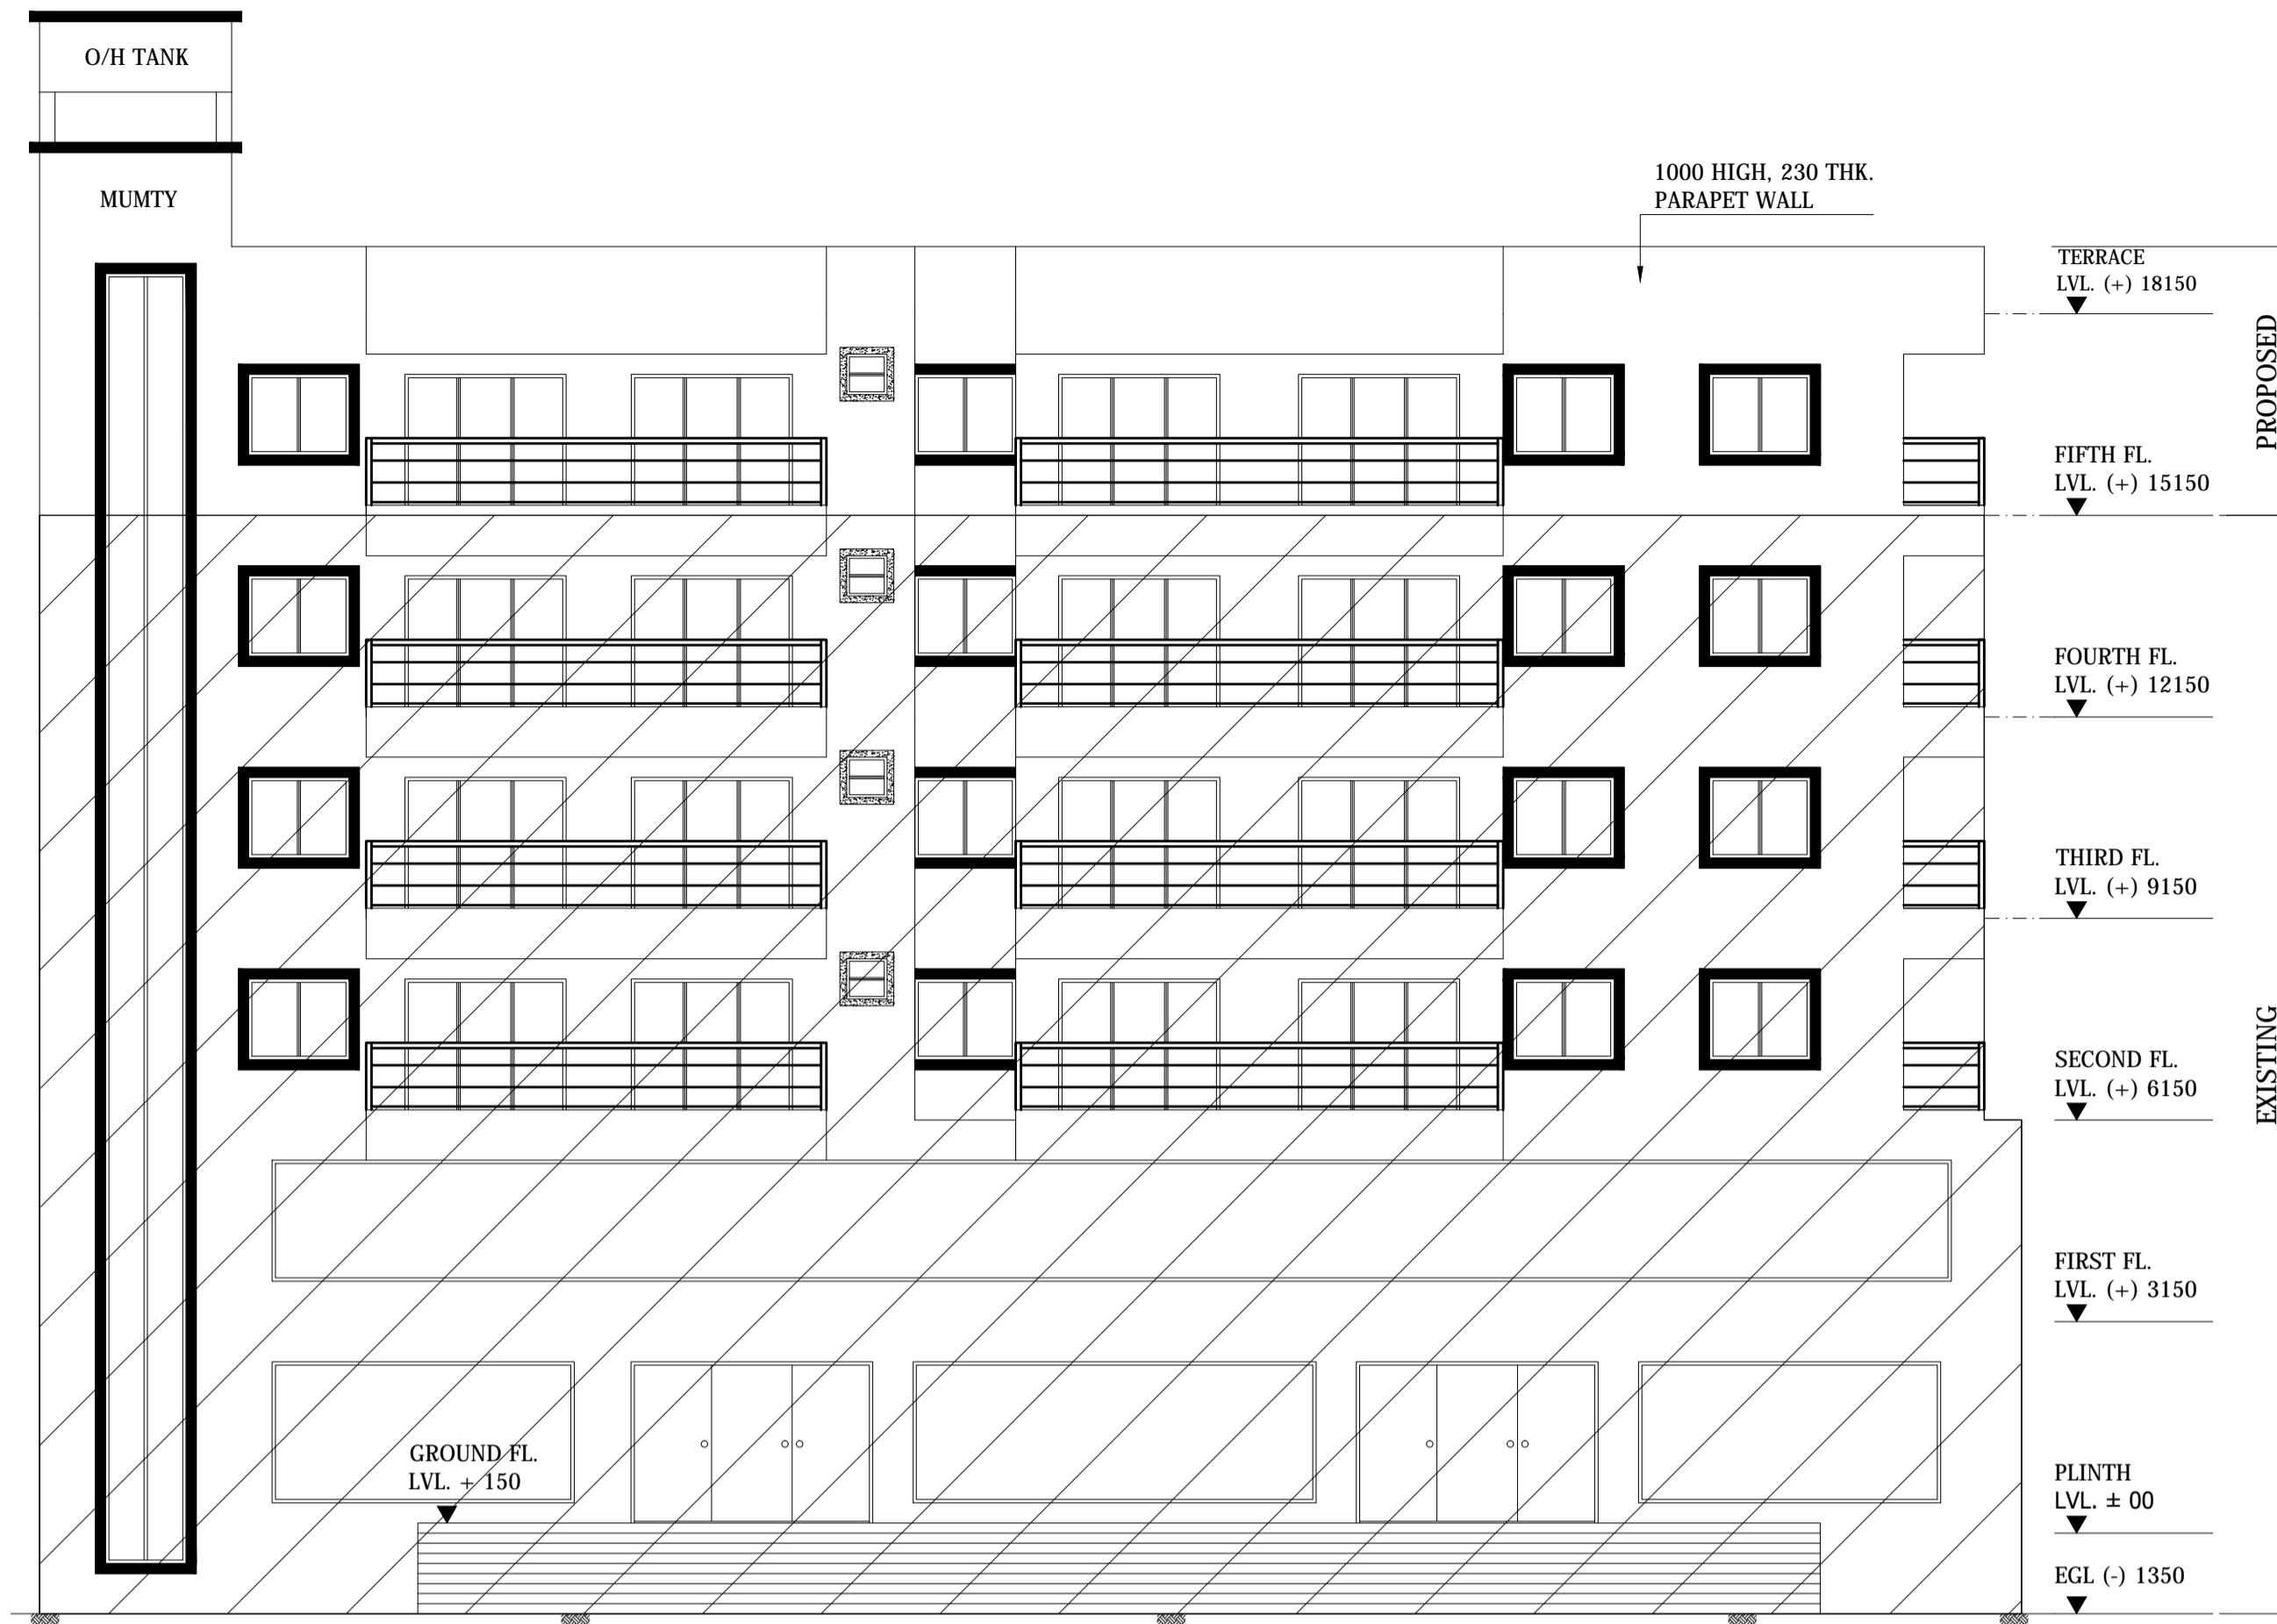 O/H TANK
MUMTY
1000 HIGH, 230 THK.
PARAPET WALL
TERRACE
LVL. (+) 18150
PROPOSED
FIFTH FL.
LVL. (+) 15150
FOURTH FL.
LVL. (+) 12150
THIRD FL.
LVL. (+) 9150
SECOND FL.
LVL. (+) 6150
EXISTING
FIRST FL.
LVL. (+) 3150
GROUND FL.
LVL. + 150
PLINTH
LVL. ± 00
EGL (-) 1350